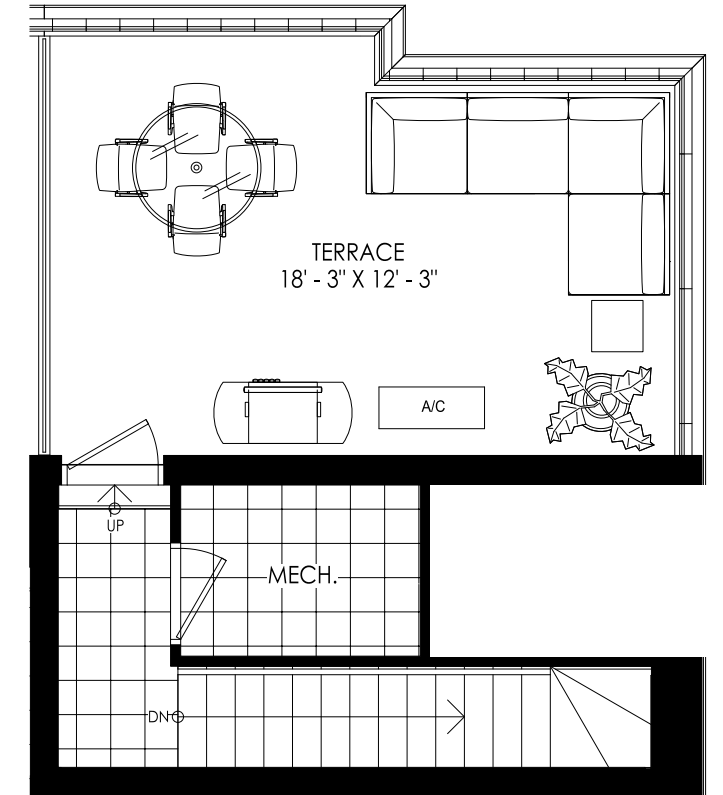 TERRACE
18' - 3" X 12' - 3"
A/C
UP
MECH.
DN